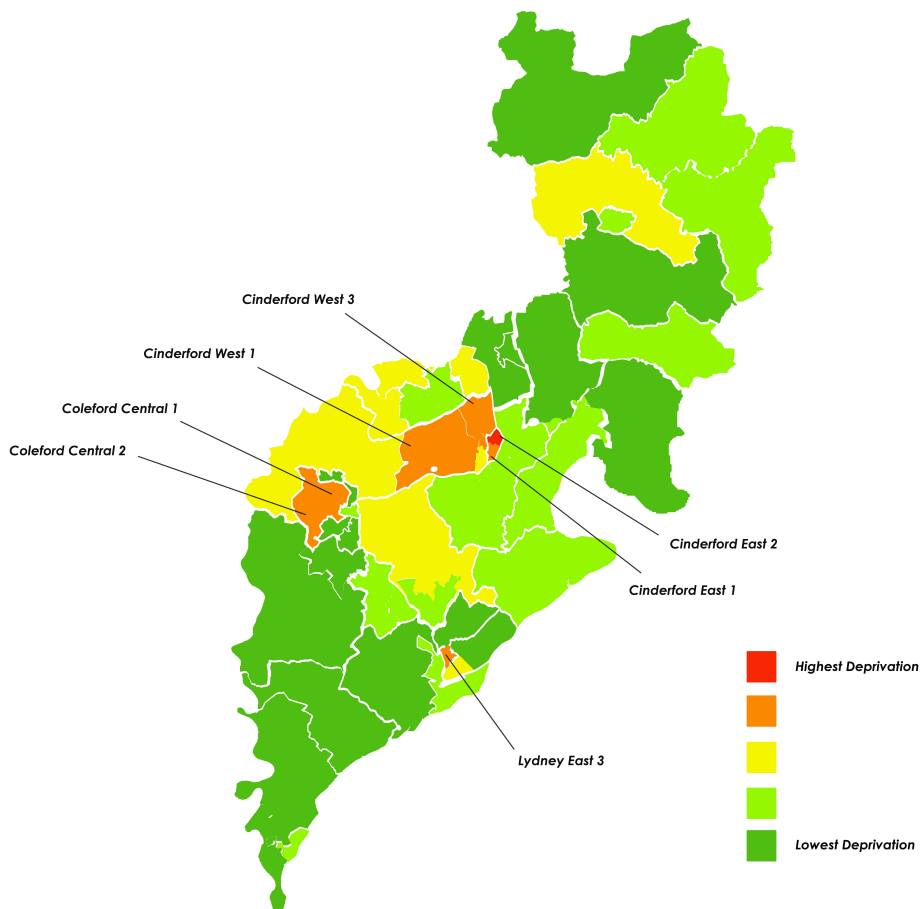 Cinderford West 3
Cinderford West 1
Coleford Central 1
Coleford Central 2
Cinderford East 2
Cinderford East 1
Highest Deprivation
Lydney East 3
Lowest Deprivation